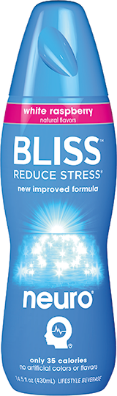 white raspberry
natural flavors
BLISS™
REDUCE STRESS*
new improved formula
neuro®
only 35 calories
no artificial colors or flavors
14.5 fl oz (430mL) LIFESTYLE BEVERAGE®